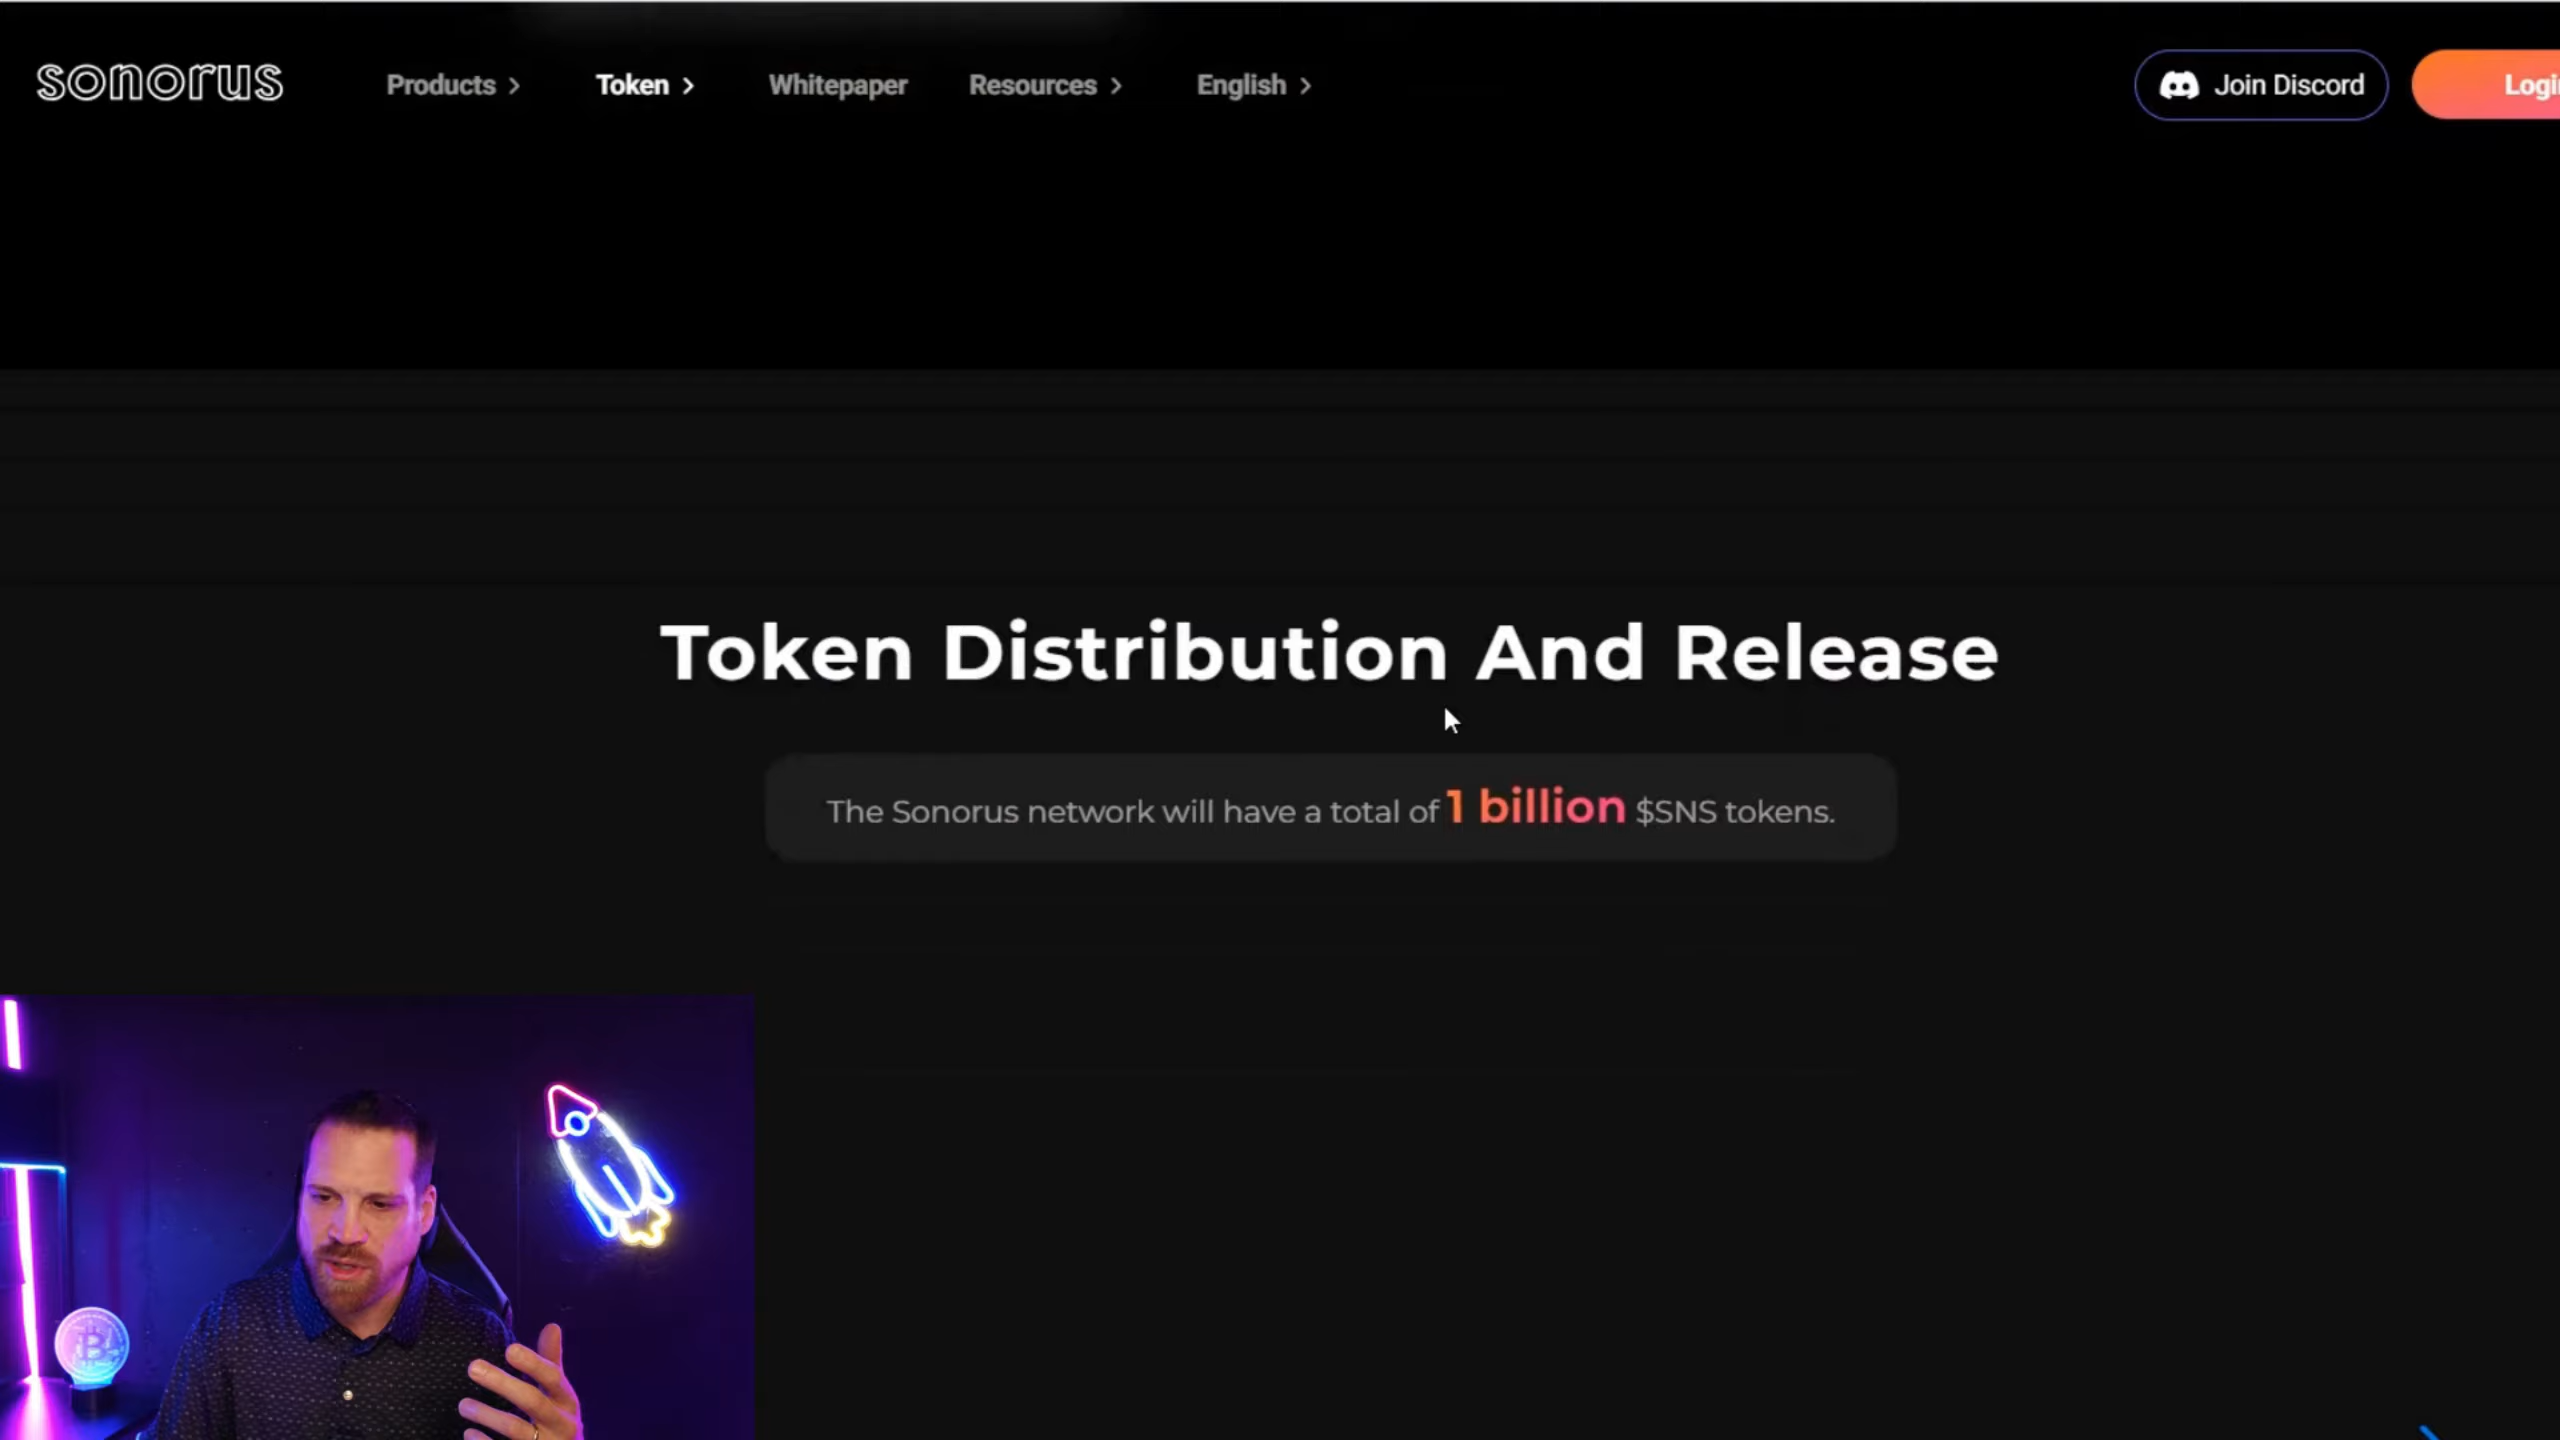 sonorus
Products
Token
Whitepaper
Resources
English
Join Discord
Token Distribution And Release
The Sonorus network will have a total of 1 billion $SNS tokens.